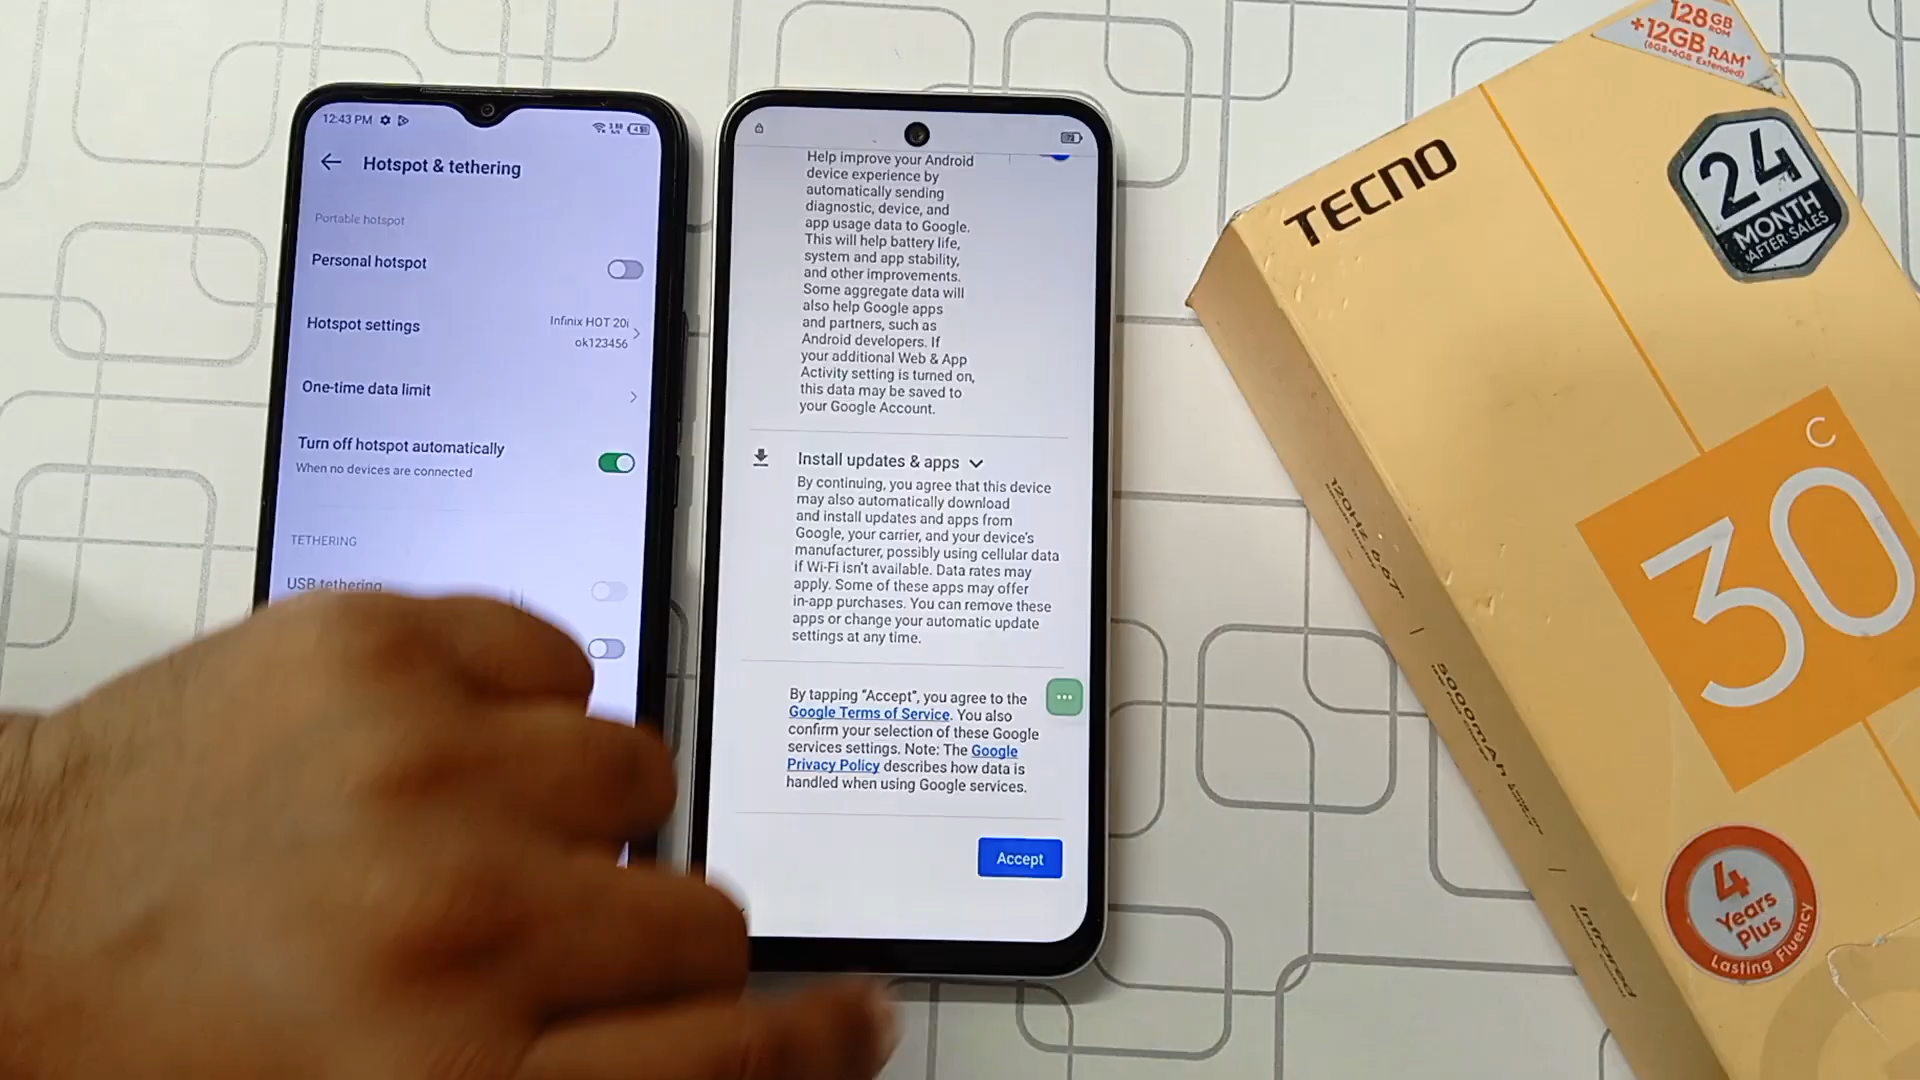 12:43 PM
Hotspot & tethering
Portable hotspot
Personal hotspot
Hotspot settings
Infinix HOT 20i
ok123456
One-time data limit
Turn off hotspot automatically
When no devices are connected
TETHERING
USB tethering
Help improve your Android
device experience by
automatically sending
diagnostic, device, and
app usage data to Google.
This will help battery life,
system and app stability,
and other improvements.
Some aggregate data will
also help Google apps
and partners, such as
Android developers. If
your additional Web & App
Activity setting is turned on,
this data may be saved to
your Google Account.
Install updates & apps
By continuing, you agree that this device
may also automatically download
and install updates and apps from
Google, your carrier, and your device's
manufacturer, possibly using cellular data
if Wi-Fi isn't available. Data rates may
apply. Some of these apps may offer
in-app purchases. You can remove these
apps or change your automatic update
settings at any time.
By tapping “Accept”, you agree to the
Google Terms of Service. You also
confirm your selection of these Google
services settings. Note: The Google
Privacy Policy describes how data is
handled when using Google services.
Accept
128GB
ROM
+12GB RAM*
(6GB+6GB Extended)
TECNO
24
MONTH
AFTER SALES
30 C
120Hz 6.67"
5000mAh
Infrared
4
Years
Plus
Lasting Fluency